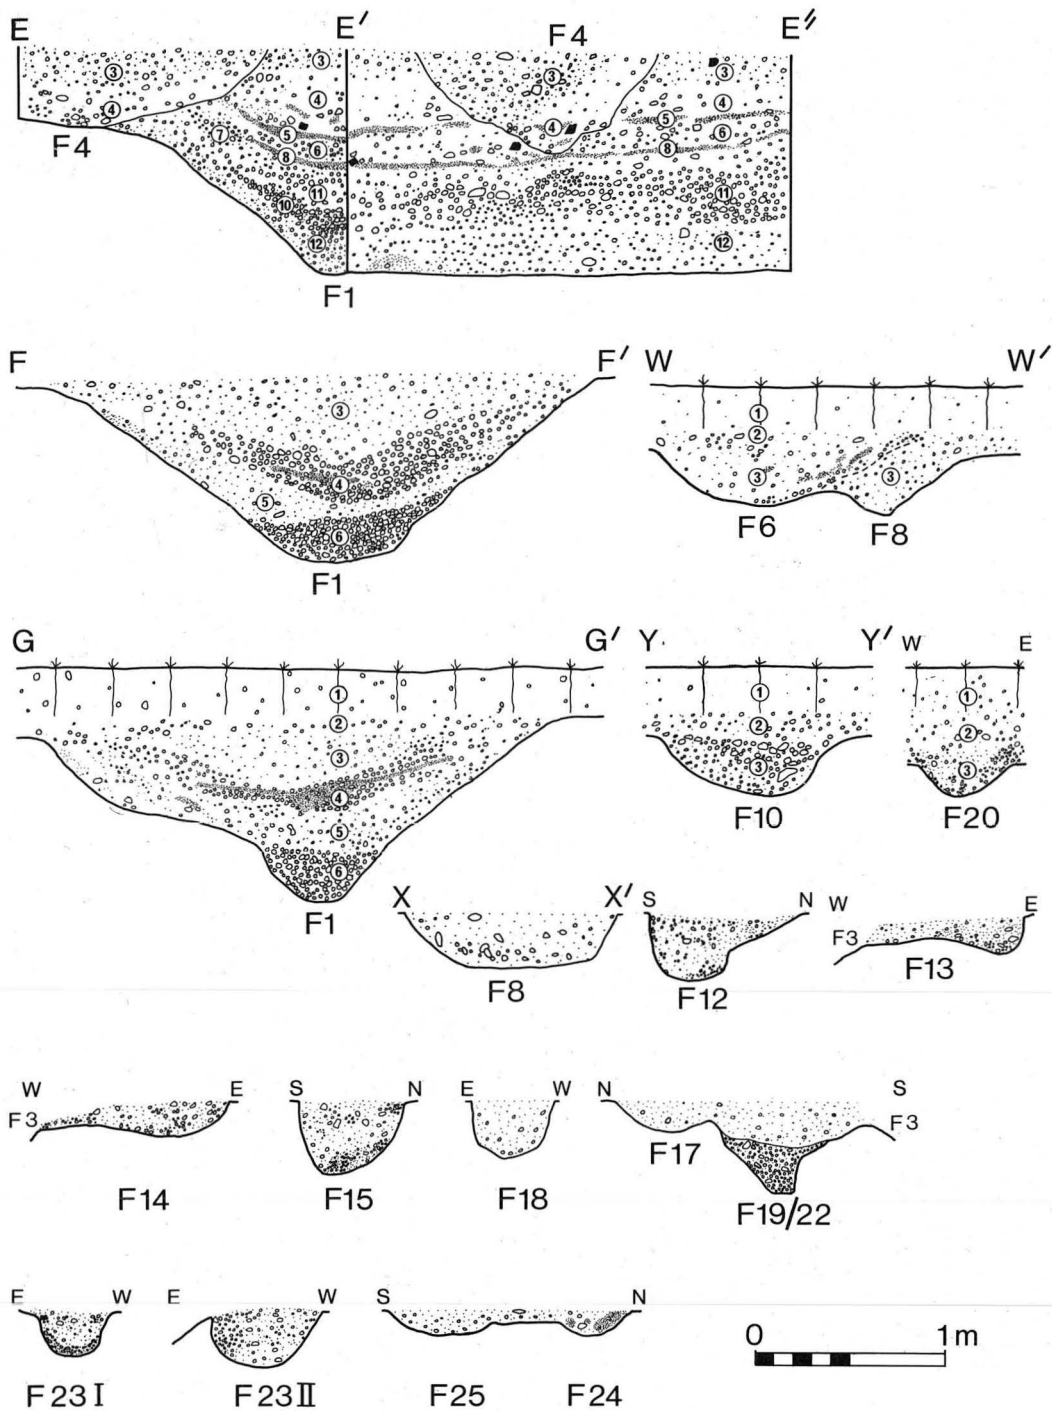 E E′ F4 E″
3 3 3 3
4 4 4 4
F4 7 5 5
8 6 6 8
11 11
10
12 12
F1
F F′ W W′
3 1
2
4 3 3
5
6 F6 F8
F1
G G′ Y Y′ W E
1 1 1
2 2 2
3 3 3
4
5 F10 F20
6
F1 X X′ S N W E
F3
F8 F12 F13
W E S N E W N S
F3 F3
F17
F14 F15 F18 F19/22
E W E W S N
0 1m
F23 I F23 II F25 F24